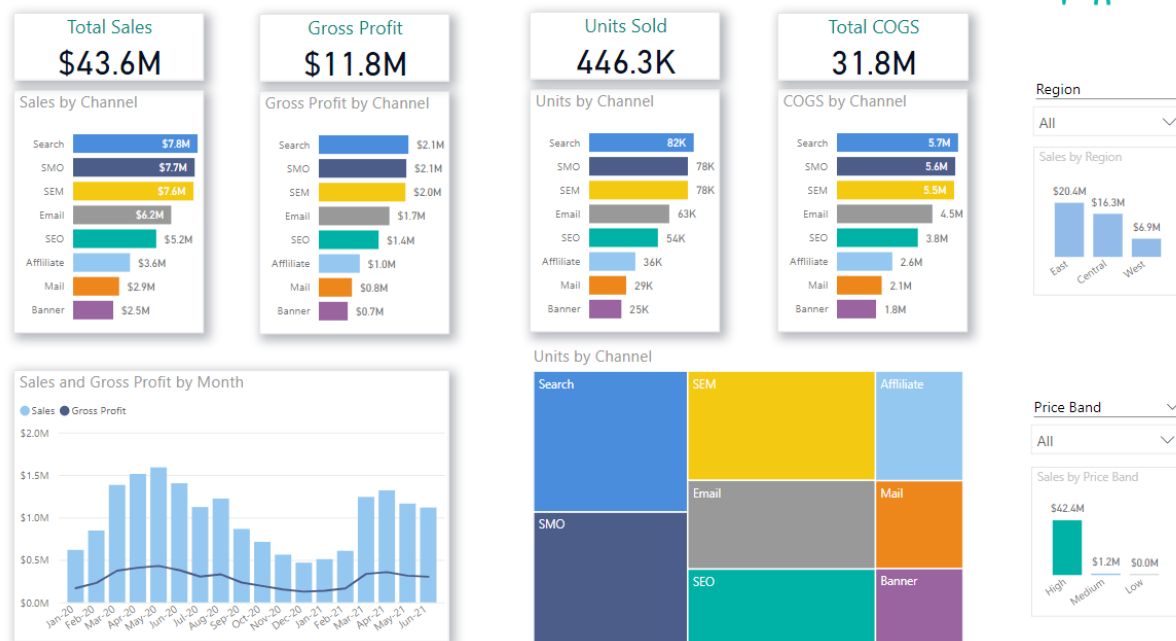 Total Sales
$43.6M
Gross Profit
$11.8M
Units Sold
446.3K
Total COGS
31.8M
Sales by Channel
Search $7.8M
SMO $7.7M
SEM $7.6M
Email $6.2M
SEO $5.2M
Affliliate $3.6M
Mail $2.9M
Banner $2.5M
Gross Profit by Channel
Search $2.1M
SMO $2.1M
SEM $2.0M
Email $1.7M
SEO $1.4M
Affliliate $1.0M
Mail $0.8M
Banner $0.7M
Units by Channel
Search 82K
SMO 78K
SEM 78K
Email 63K
SEO 54K
Affliliate 36K
Mail 29K
Banner 25K
COGS by Channel
Search 5.7M
SMO 5.6M
SEM 5.5M
Email 4.5M
SEO 3.8M
Affliliate 2.6M
Mail 2.1M
Banner 1.8M
Region
All
Sales by Region
$20.4M $16.3M $6.9M
East Central West
Sales and Gross Profit by Month
Sales Gross Profit
$2.0M
$1.5M
$1.0M
$0.5M
$0.0M
Jan-20 Feb-20 Mar-20 Apr-20 May-20 Jun-20 Jul-20 Aug-20 Sep-20 Oct-20 Nov-20 Dec-20 Jan-21 Feb-21 Mar-21 Apr-21 May-21 Jun-21
Units by Channel
Search
SMO
SEM
Email
SEO
Affliliate
Mail
Banner
Price Band
All
Sales by Price Band
$42.4M $1.2M $0.0M
High Medium Low